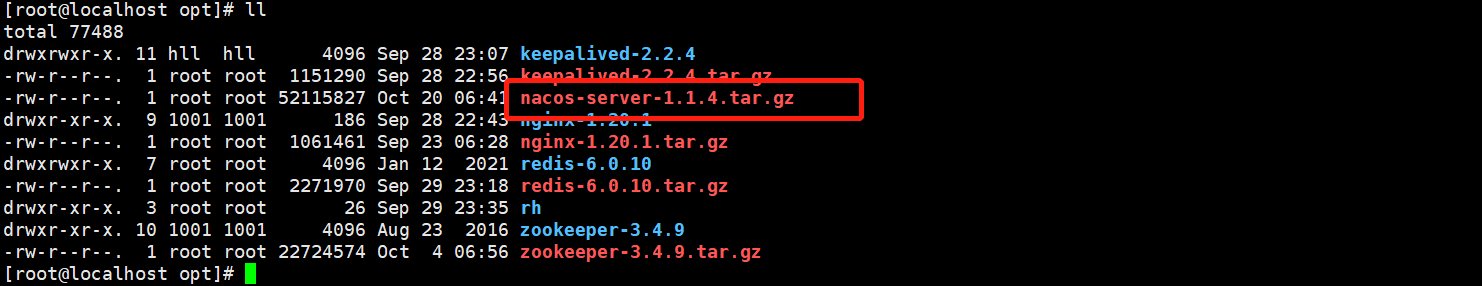 [root@localhost opt]# ll
total 77488
drwxrwxr-x. 11 hll  hll      4096 Sep 28 23:07 keepalived-2.2.4
-rw-r--r--.  1 root root  1151290 Sep 28 22:56 keepalived-2.2.4.tar.gz
-rw-r--r--.  1 root root 52115827 Oct 20 06:41 nacos-server-1.1.4.tar.gz
drwxr-xr-x.  9 1001 1001      186 Sep 28 22:43 nginx-1.20.1
-rw-r--r--.  1 root root  1061461 Sep 23 06:28 nginx-1.20.1.tar.gz
drwxrwxr-x.  7 root root     4096 Jan 12  2021 redis-6.0.10
-rw-r--r--.  1 root root  2271970 Sep 29 23:18 redis-6.0.10.tar.gz
drwxr-xr-x.  3 root root       26 Sep 29 23:35 rh
drwxr-xr-x. 10 1001 1001     4096 Aug 23  2016 zookeeper-3.4.9
-rw-r--r--.  1 root root 22724574 Oct  4 06:56 zookeeper-3.4.9.tar.gz
[root@localhost opt]#